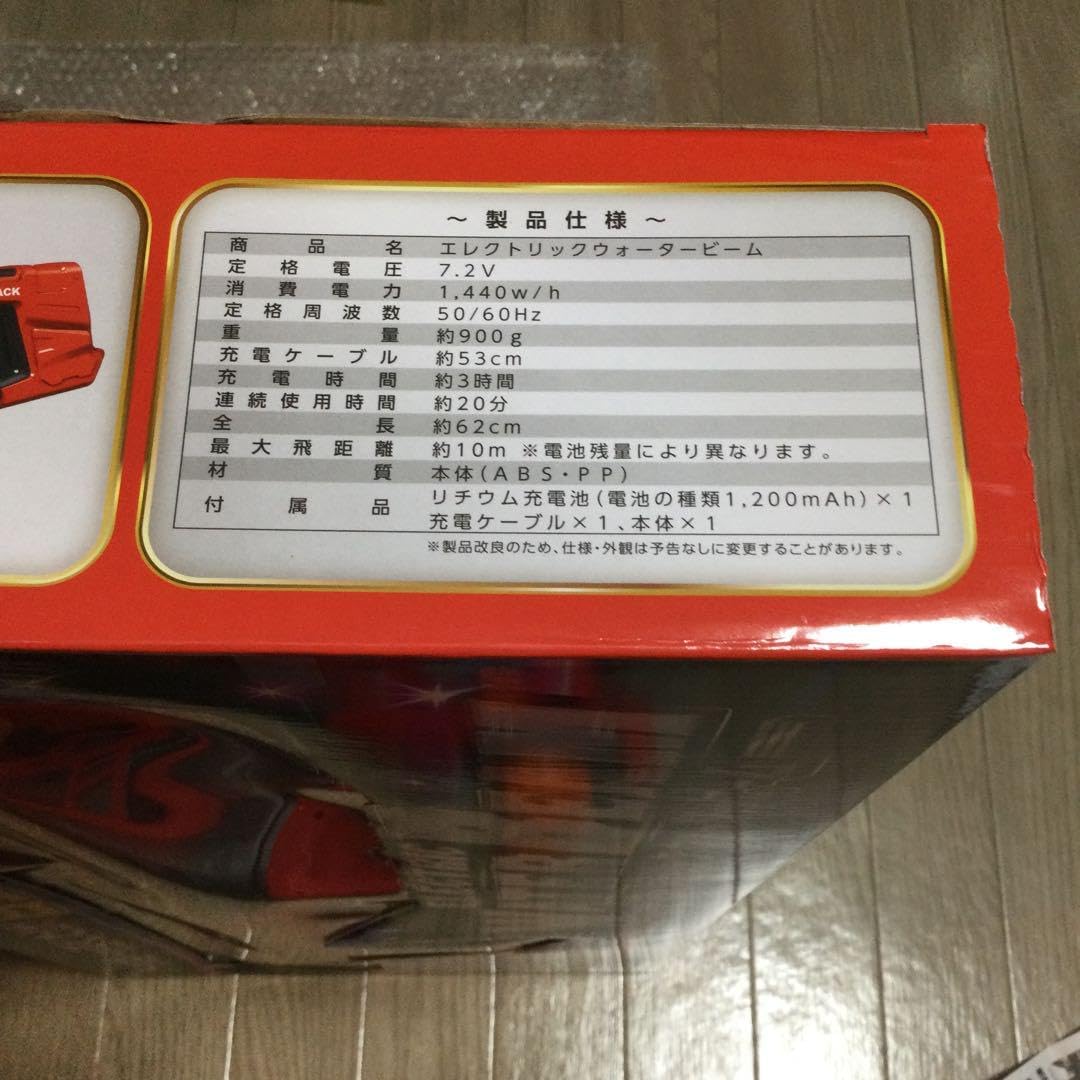 ACK
～製品仕様～
商品名 エレクトリックウォータービーム
定格電圧 7.2V
消費電力 1,440w/h
定格周波数 50/60Hz
重量 約900g
充電ケーブル 約53cm
充電時間 約3時間
連続使用時間 約20分
全長 約62cm
最大飛距離 約10m ※電池残量により異なります。
材質 本体(ABS・PP)
付属品 リチウム充電池(電池の種類1,200mAh)×1
充電ケーブル×1、本体×1
※製品改良のため、仕様・外観は予告なしに変更することがあります。